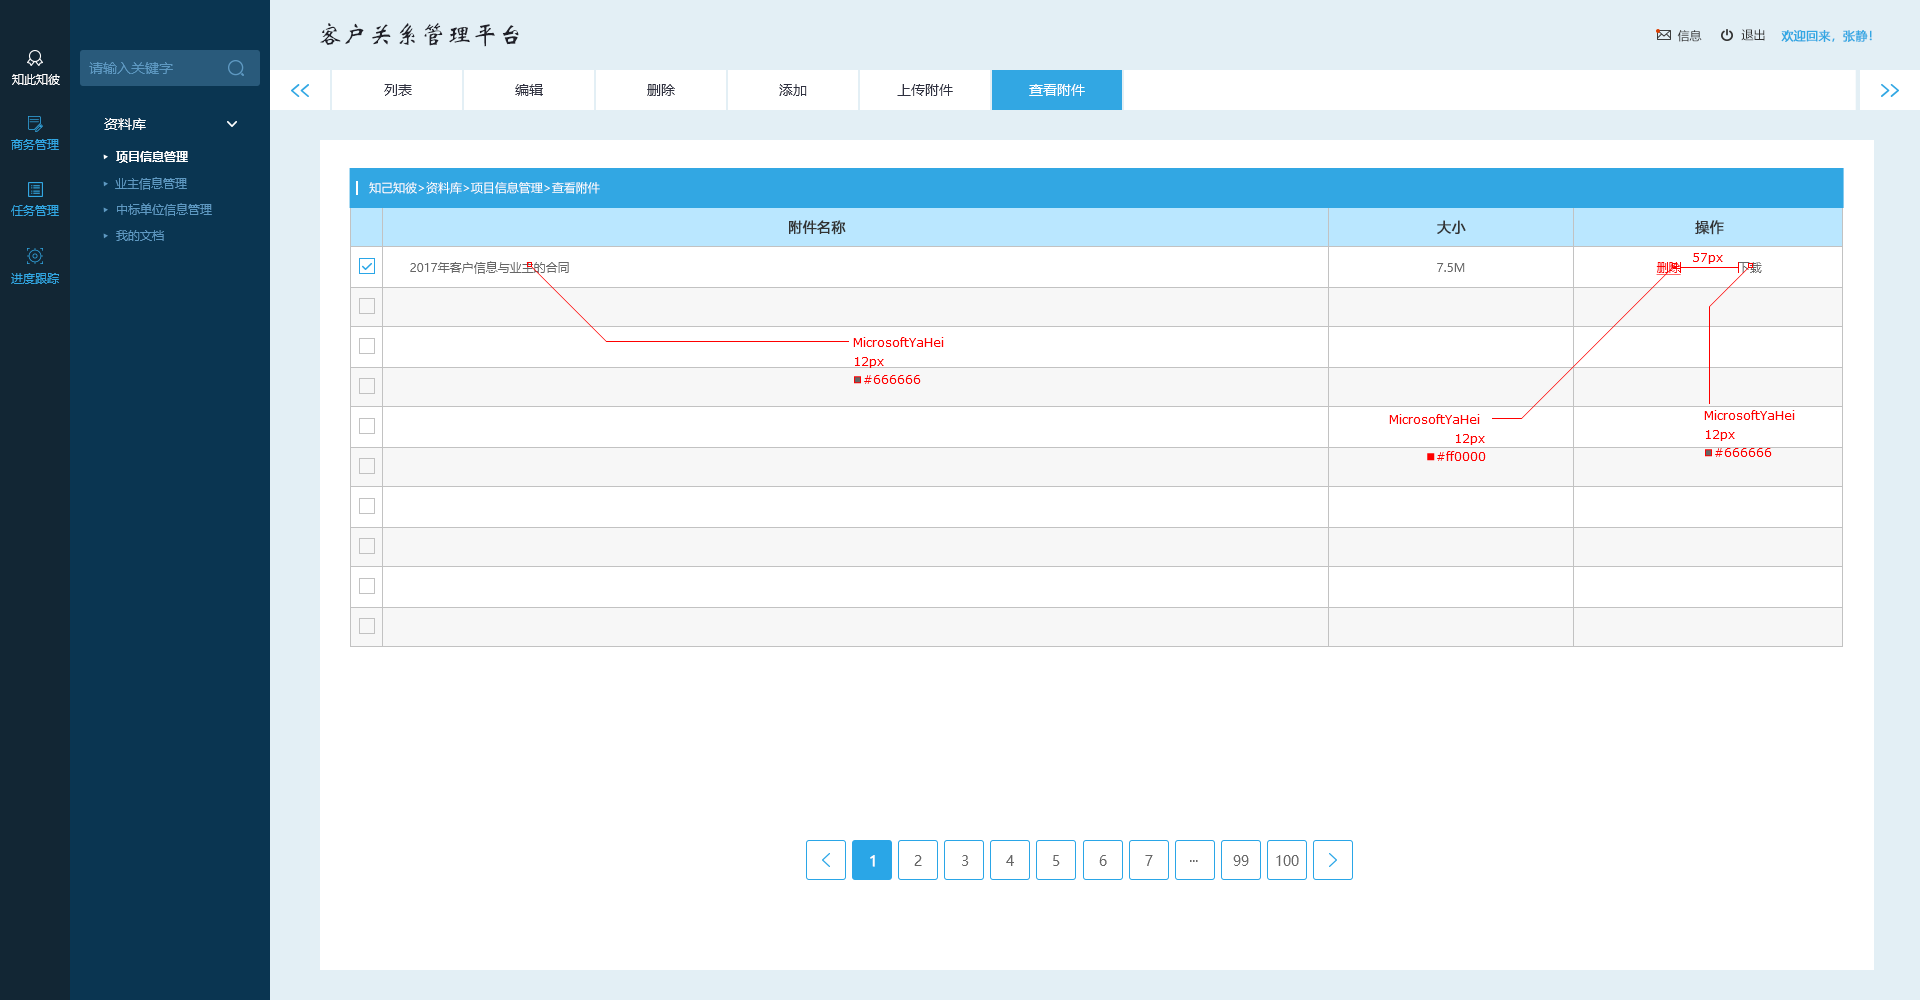 客户关系管理平台
信息
退出
欢迎回来，张静！
知此知彼
商务管理
任务管理
进度跟踪
请输入关键字
资料库
项目信息管理
业主信息管理
中标单位信息管理
我的文档
列表
编辑
删除
添加
上传附件
查看附件
知己知彼>资料库>项目信息管理>查看附件
附件名称
大小
操作
2017年客户信息与业主的合同
7.5M
删除
57px
下载
MicrosoftYaHei
12px
#666666
MicrosoftYaHei
12px
#ff0000
MicrosoftYaHei
12px
#666666
1
2
3
4
5
6
7
...
99
100